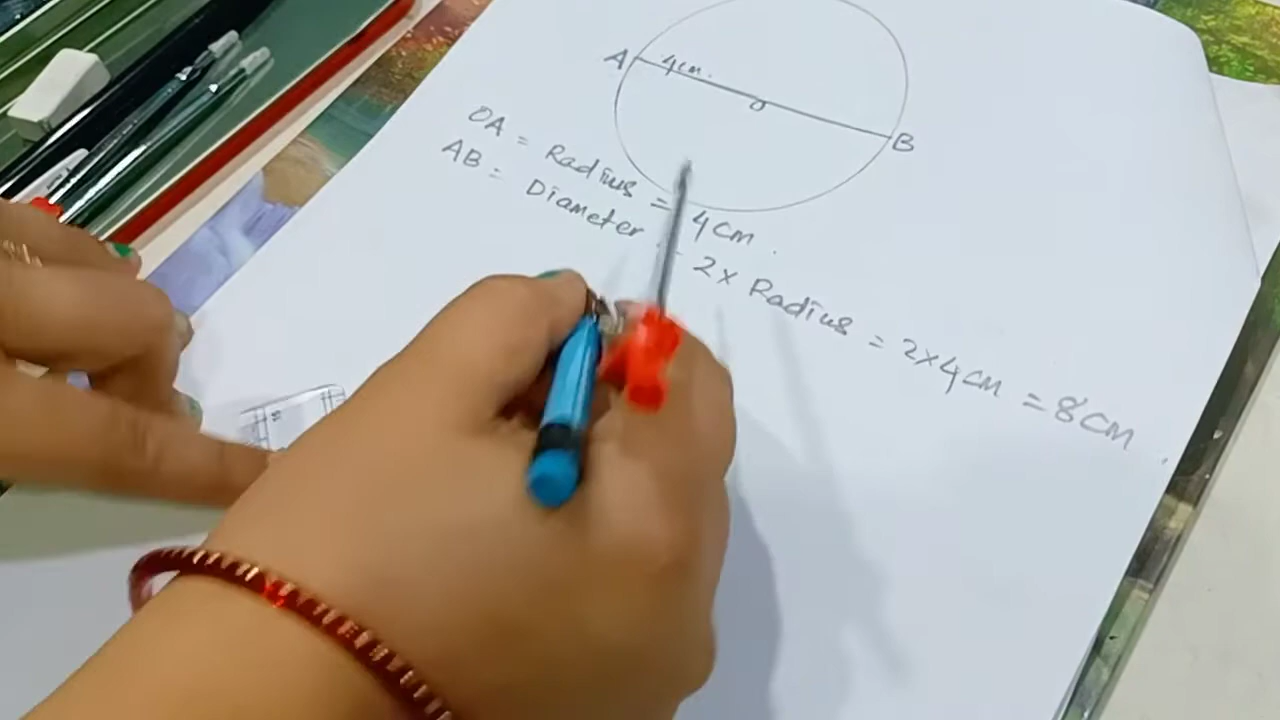 A 4cm. O B
OA = Radius = 4cm.
AB = Diameter = 2x Radius = 2x4cm = 8cm.